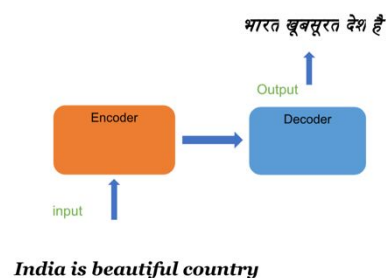 भारत खूबसूरत देश है
Output
Encoder
Decoder
input
India is beautiful country